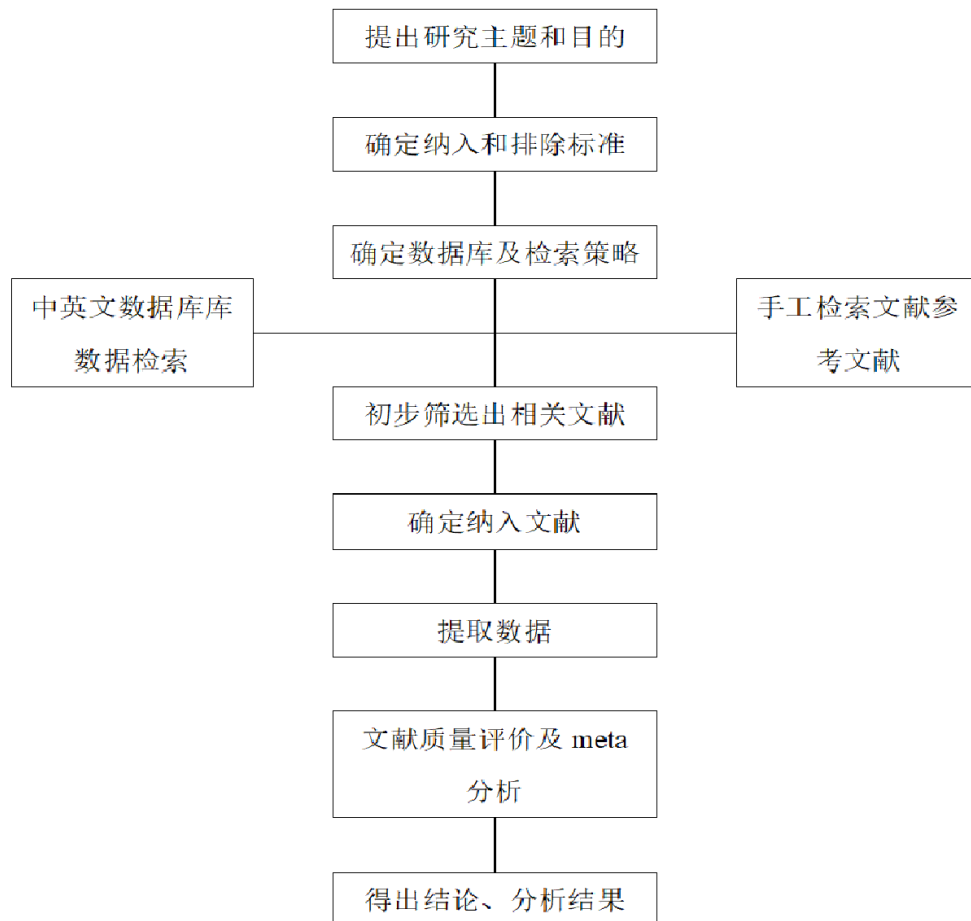 提出研究主题和目的
确定纳入和排除标准
确定数据库及检索策略
中英文数据库库
数据检索
手工检索文献参
考文献
初步筛选出相关文献
确定纳入文献
提取数据
文献质量评价及 meta
分析
得出结论、分析结果